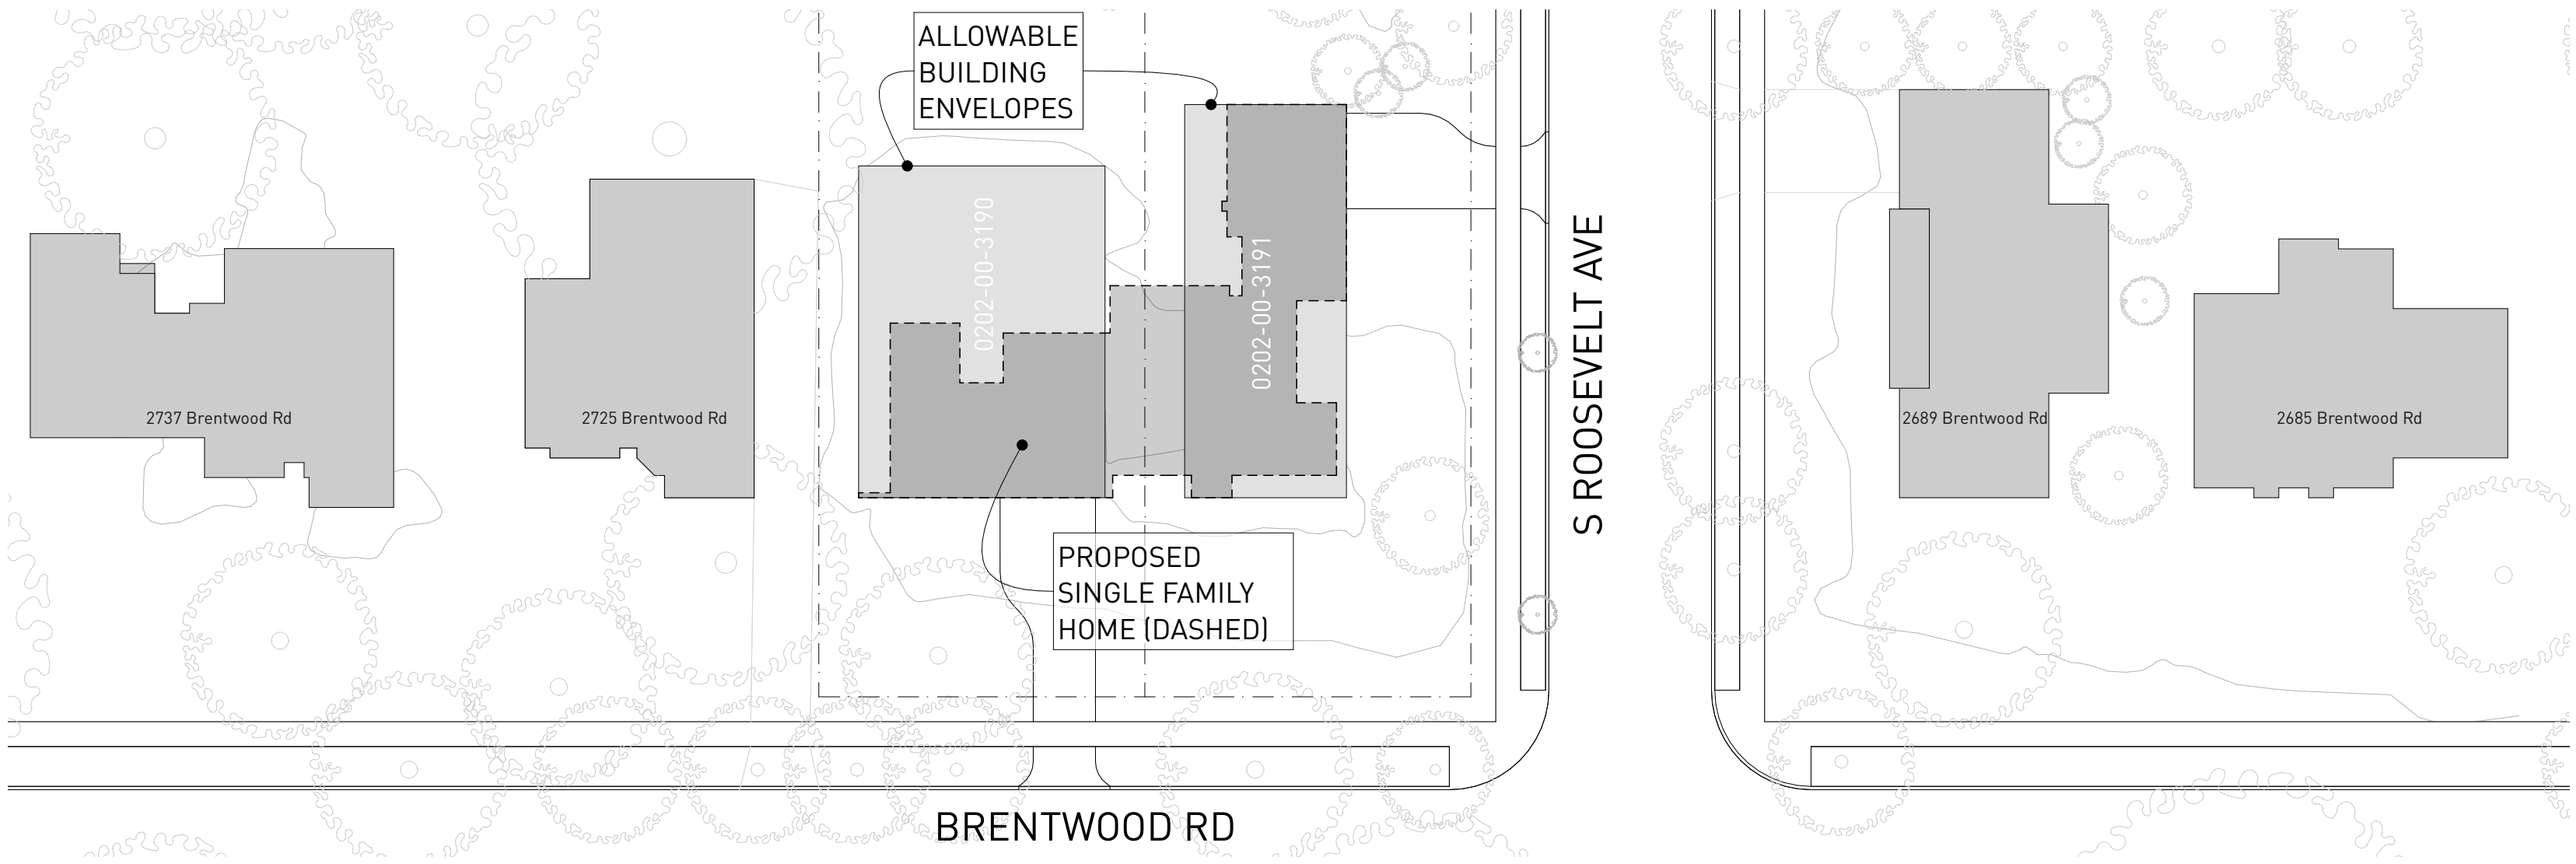 ALLOWABLE
BUILDING
ENVELOPES
0202-00-3190
0202-00-3191
S ROOSEVELT AVE
2737 Brentwood Rd
2725 Brentwood Rd
2689 Brentwood Rd
2685 Brentwood Rd
PROPOSED
SINGLE FAMILY
HOME (DASHED)
BRENTWOOD RD